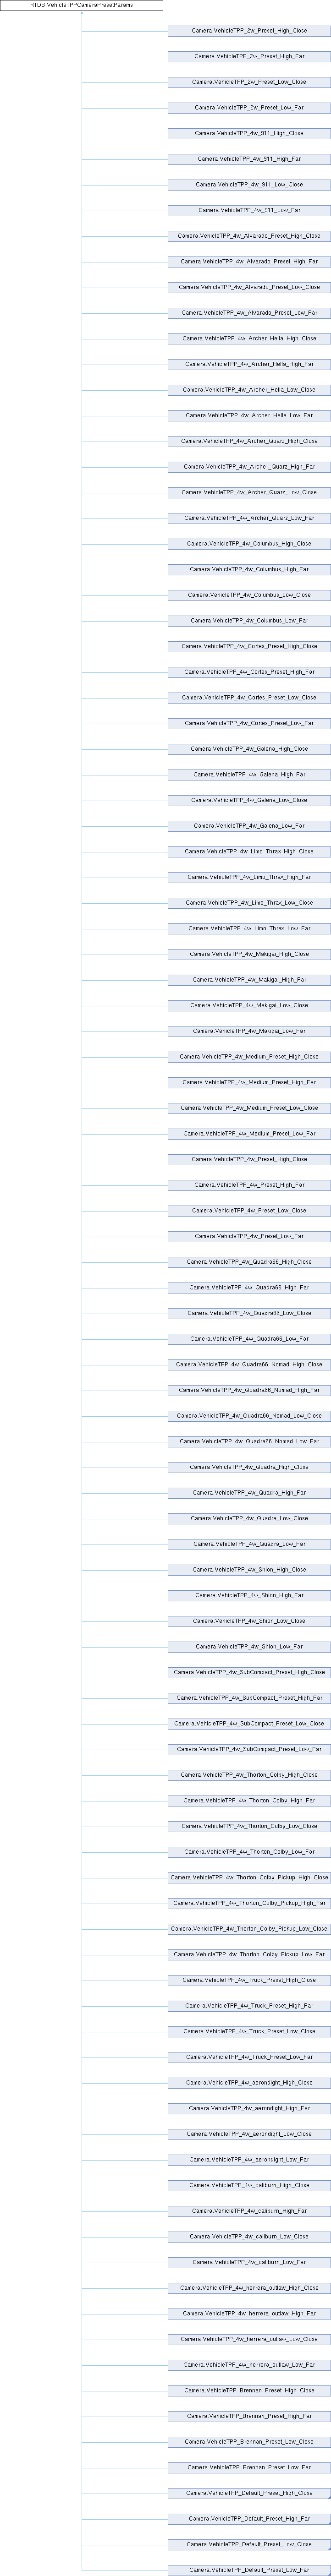 RTDB.VehicleTPPCameraPresetParams
Camera.VehicleTPP_2w_Preset_High_Close
Camera.VehicleTPP_2w_Preset_High_Far
Camera.VehicleTPP_2w_Preset_Low_Close
Camera.VehicleTPP_2w_Preset_Low_Far
Camera.VehicleTPP_4w_911_High_Close
Camera.VehicleTPP_4w_911_High_Far
Camera.VehicleTPP_4w_911_Low_Close
Camera.VehicleTPP_4w_911_Low_Far
Camera.VehicleTPP_4w_Alvarado_Preset_High_Close
Camera.VehicleTPP_4w_Alvarado_Preset_High_Far
Camera.VehicleTPP_4w_Alvarado_Preset_Low_Close
Camera.VehicleTPP_4w_Alvarado_Preset_Low_Far
Camera.VehicleTPP_4w_Archer_Hella_High_Close
Camera.VehicleTPP_4w_Archer_Hella_High_Far
Camera.VehicleTPP_4w_Archer_Hella_Low_Close
Camera.VehicleTPP_4w_Archer_Hella_Low_Far
Camera.VehicleTPP_4w_Archer_Quarz_High_Close
Camera.VehicleTPP_4w_Archer_Quarz_High_Far
Camera.VehicleTPP_4w_Archer_Quarz_Low_Close
Camera.VehicleTPP_4w_Archer_Quarz_Low_Far
Camera.VehicleTPP_4w_Columbus_High_Close
Camera.VehicleTPP_4w_Columbus_High_Far
Camera.VehicleTPP_4w_Columbus_Low_Close
Camera.VehicleTPP_4w_Columbus_Low_Far
Camera.VehicleTPP_4w_Cortes_Preset_High_Close
Camera.VehicleTPP_4w_Cortes_Preset_High_Far
Camera.VehicleTPP_4w_Cortes_Preset_Low_Close
Camera.VehicleTPP_4w_Cortes_Preset_Low_Far
Camera.VehicleTPP_4w_Galena_High_Close
Camera.VehicleTPP_4w_Galena_High_Far
Camera.VehicleTPP_4w_Galena_Low_Close
Camera.VehicleTPP_4w_Galena_Low_Far
Camera.VehicleTPP_4w_Limo_Thrax_High_Close
Camera.VehicleTPP_4w_Limo_Thrax_High_Far
Camera.VehicleTPP_4w_Limo_Thrax_Low_Close
Camera.VehicleTPP_4w_Limo_Thrax_Low_Far
Camera.VehicleTPP_4w_Makigai_High_Close
Camera.VehicleTPP_4w_Makigai_High_Far
Camera.VehicleTPP_4w_Makigai_Low_Close
Camera.VehicleTPP_4w_Makigai_Low_Far
Camera.VehicleTPP_4w_Medium_Preset_High_Close
Camera.VehicleTPP_4w_Medium_Preset_High_Far
Camera.VehicleTPP_4w_Medium_Preset_Low_Close
Camera.VehicleTPP_4w_Medium_Preset_Low_Far
Camera.VehicleTPP_4w_Preset_High_Close
Camera.VehicleTPP_4w_Preset_High_Far
Camera.VehicleTPP_4w_Preset_Low_Close
Camera.VehicleTPP_4w_Preset_Low_Far
Camera.VehicleTPP_4w_Quadra66_High_Close
Camera.VehicleTPP_4w_Quadra66_High_Far
Camera.VehicleTPP_4w_Quadra66_Low_Close
Camera.VehicleTPP_4w_Quadra66_Low_Far
Camera.VehicleTPP_4w_Quadra66_Nomad_High_Close
Camera.VehicleTPP_4w_Quadra66_Nomad_High_Far
Camera.VehicleTPP_4w_Quadra66_Nomad_Low_Close
Camera.VehicleTPP_4w_Quadra66_Nomad_Low_Far
Camera.VehicleTPP_4w_Quadra_High_Close
Camera.VehicleTPP_4w_Quadra_High_Far
Camera.VehicleTPP_4w_Quadra_Low_Close
Camera.VehicleTPP_4w_Quadra_Low_Far
Camera.VehicleTPP_4w_Shion_High_Close
Camera.VehicleTPP_4w_Shion_High_Far
Camera.VehicleTPP_4w_Shion_Low_Close
Camera.VehicleTPP_4w_Shion_Low_Far
Camera.VehicleTPP_4w_SubCompact_Preset_High_Close
Camera.VehicleTPP_4w_SubCompact_Preset_High_Far
Camera.VehicleTPP_4w_SubCompact_Preset_Low_Close
Camera.VehicleTPP_4w_SubCompact_Preset_Low_Far
Camera.VehicleTPP_4w_Thorton_Colby_High_Close
Camera.VehicleTPP_4w_Thorton_Colby_High_Far
Camera.VehicleTPP_4w_Thorton_Colby_Low_Close
Camera.VehicleTPP_4w_Thorton_Colby_Low_Far
Camera.VehicleTPP_4w_Thorton_Colby_Pickup_High_Close
Camera.VehicleTPP_4w_Thorton_Colby_Pickup_High_Far
Camera.VehicleTPP_4w_Thorton_Colby_Pickup_Low_Close
Camera.VehicleTPP_4w_Thorton_Colby_Pickup_Low_Far
Camera.VehicleTPP_4w_Truck_Preset_High_Close
Camera.VehicleTPP_4w_Truck_Preset_High_Far
Camera.VehicleTPP_4w_Truck_Preset_Low_Close
Camera.VehicleTPP_4w_Truck_Preset_Low_Far
Camera.VehicleTPP_4w_aerondight_High_Close
Camera.VehicleTPP_4w_aerondight_High_Far
Camera.VehicleTPP_4w_aerondight_Low_Close
Camera.VehicleTPP_4w_aerondight_Low_Far
Camera.VehicleTPP_4w_caliburn_High_Close
Camera.VehicleTPP_4w_caliburn_High_Far
Camera.VehicleTPP_4w_caliburn_Low_Close
Camera.VehicleTPP_4w_caliburn_Low_Far
Camera.VehicleTPP_4w_herrera_outlaw_High_Close
Camera.VehicleTPP_4w_herrera_outlaw_High_Far
Camera.VehicleTPP_4w_herrera_outlaw_Low_Close
Camera.VehicleTPP_4w_herrera_outlaw_Low_Far
Camera.VehicleTPP_Brennan_Preset_High_Close
Camera.VehicleTPP_Brennan_Preset_High_Far
Camera.VehicleTPP_Brennan_Preset_Low_Close
Camera.VehicleTPP_Brennan_Preset_Low_Far
Camera.VehicleTPP_Default_Preset_High_Close
Camera.VehicleTPP_Default_Preset_High_Far
Camera.VehicleTPP_Default_Preset_Low_Close
Camera.VehicleTPP_Default_Preset_Low_Far